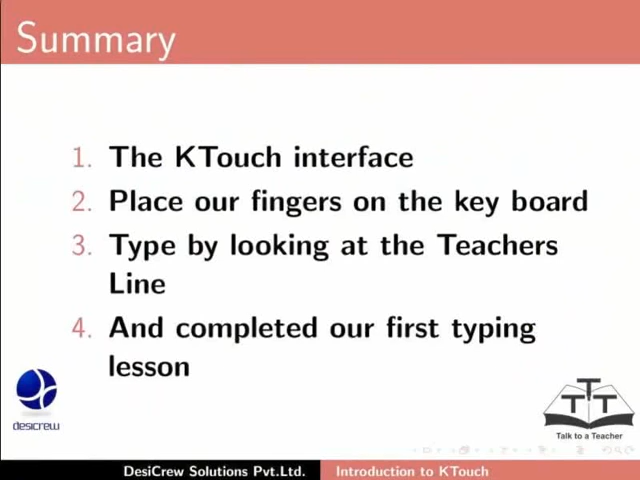 Summary
1. The KTouch interface
2. Place our fingers on the key board
3. Type by looking at the Teachers
Line
4. And completed our first typing
lesson
desicrew
TTT
Talk to a Teacher
DesiCrew Solutions Pvt.Ltd. Introduction to KTouch